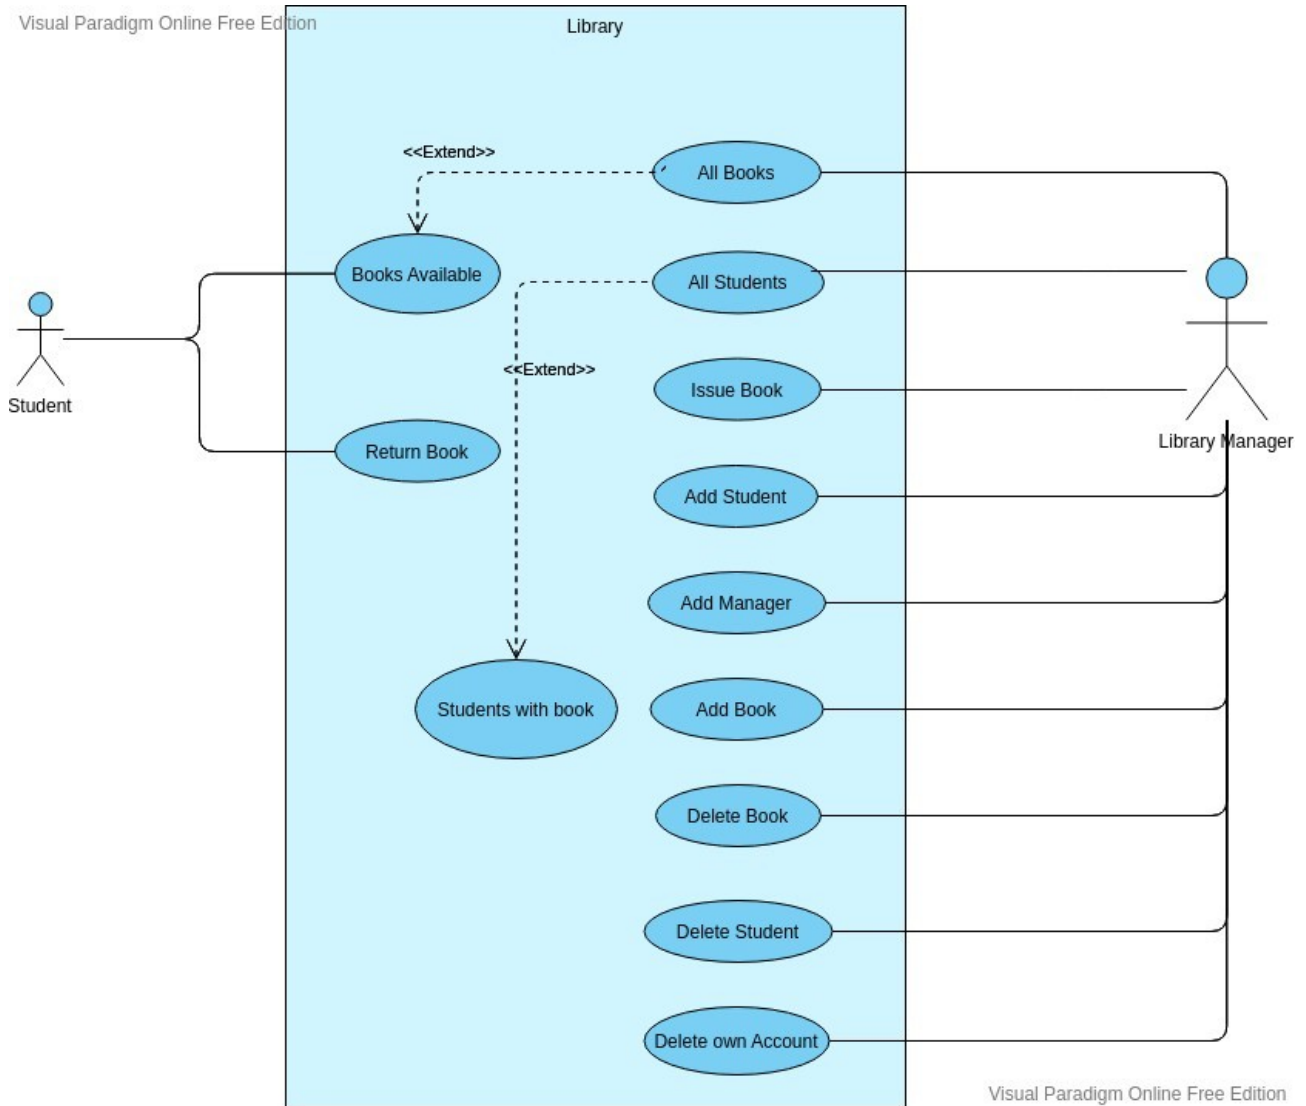 Visual Paradigm Online Free Edition
Library
<<Extend>>
All Books
Books Available
All Students
Student
<<Extend>>
Issue Book
Library Manager
Return Book
Add Student
Add Manager
Students with book
Add Book
Delete Book
Delete Student
Delete own Account
Visual Paradigm Online Free Edition